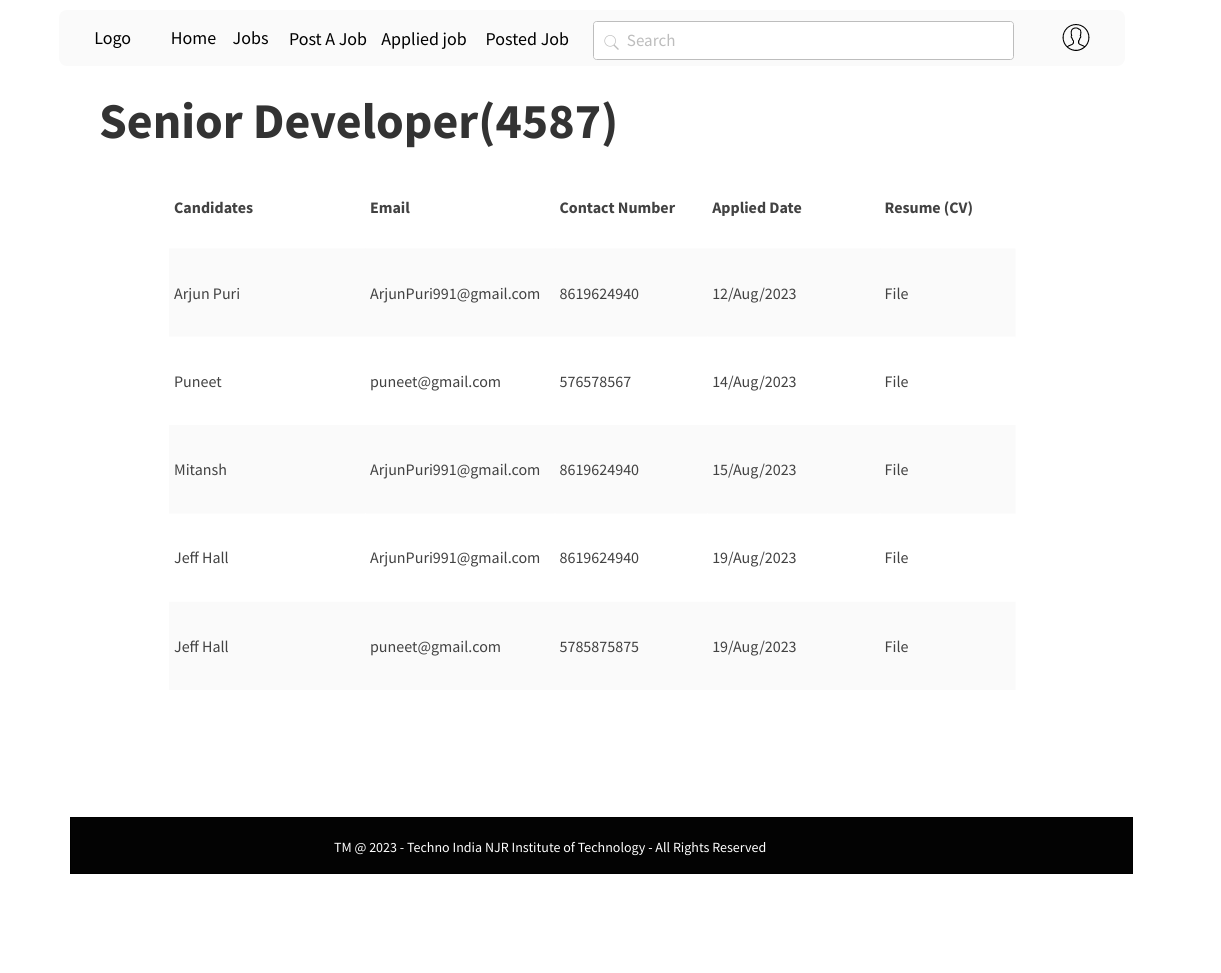 Logo Home Jobs Post A Job Applied job Posted Job Search
Senior Developer(4587)
Candidates Email Contact Number Applied Date Resume (CV)
Arjun Puri ArjunPuri991@gmail.com 8619624940 12/Aug/2023 File
Puneet puneet@gmail.com 576578567 14/Aug/2023 File
Mitansh ArjunPuri991@gmail.com 8619624940 15/Aug/2023 File
Jeff Hall ArjunPuri991@gmail.com 8619624940 19/Aug/2023 File
Jeff Hall puneet@gmail.com 5785875875 19/Aug/2023 File
TM @ 2023 - Techno India NJR Institute of Technology - All Rights Reserved